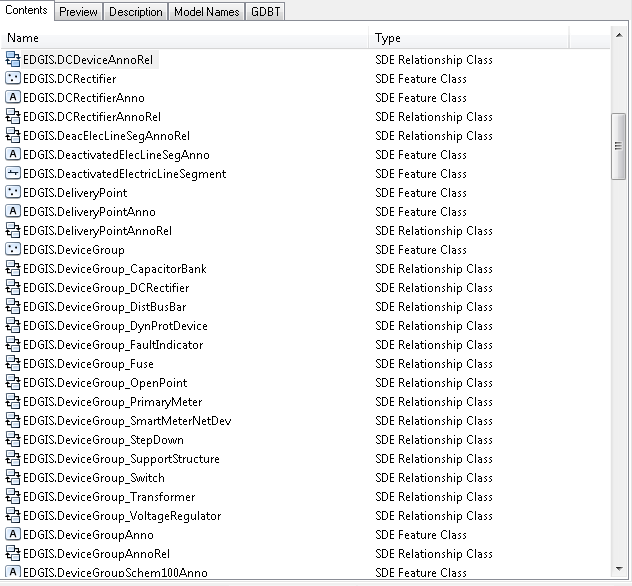 Contents Preview Description Model Names GDBT
Name Type
EDGIS.DCDeviceAnnoRel SDE Relationship Class
EDGIS.DCRectifier SDE Feature Class
A EDGIS.DCRectifierAnno SDE Feature Class
EDGIS.DCRectifierAnnoRel SDE Relationship Class
EDGIS.DeacElecLineSegAnnoRel SDE Relationship Class
A EDGIS.DeactivatedElecLineSegAnno SDE Feature Class
EDGIS.DeactivatedElectricLineSegment SDE Feature Class
EDGIS.DeliveryPoint SDE Feature Class
A EDGIS.DeliveryPointAnno SDE Feature Class
EDGIS.DeliveryPointAnnoRel SDE Relationship Class
EDGIS.DeviceGroup SDE Feature Class
EDGIS.DeviceGroup_CapacitorBank SDE Relationship Class
EDGIS.DeviceGroup_DCRectifier SDE Relationship Class
EDGIS.DeviceGroup_DistBusBar SDE Relationship Class
EDGIS.DeviceGroup_DynProtDevice SDE Relationship Class
EDGIS.DeviceGroup_FaultIndicator SDE Relationship Class
EDGIS.DeviceGroup_Fuse SDE Relationship Class
EDGIS.DeviceGroup_OpenPoint SDE Relationship Class
EDGIS.DeviceGroup_PrimaryMeter SDE Relationship Class
EDGIS.DeviceGroup_SmartMeterNetDev SDE Relationship Class
EDGIS.DeviceGroup_StepDown SDE Relationship Class
EDGIS.DeviceGroup_SupportStructure SDE Relationship Class
EDGIS.DeviceGroup_Switch SDE Relationship Class
EDGIS.DeviceGroup_Transformer SDE Relationship Class
EDGIS.DeviceGroup_VoltageRegulator SDE Relationship Class
A EDGIS.DeviceGroupAnno SDE Feature Class
EDGIS.DeviceGroupAnnoRel SDE Relationship Class
A EDGIS.DeviceGroupSchem100Anno SDE Feature Class